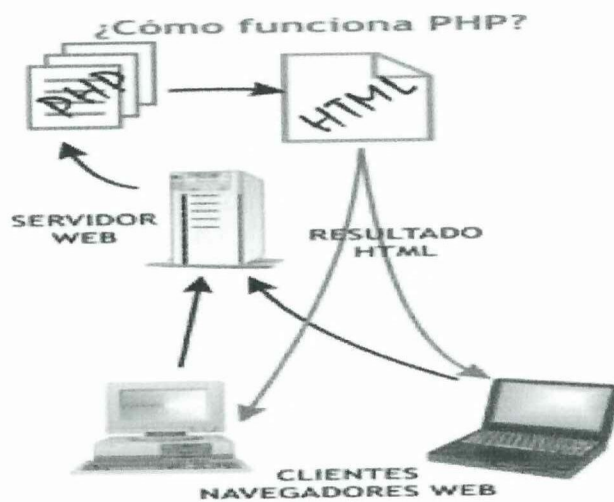 ¿Cómo funciona PHP?
PHP
HTML
SERVIDOR
WEB
RESULTADO
HTML
CLIENTES
NAVEGADORES WEB